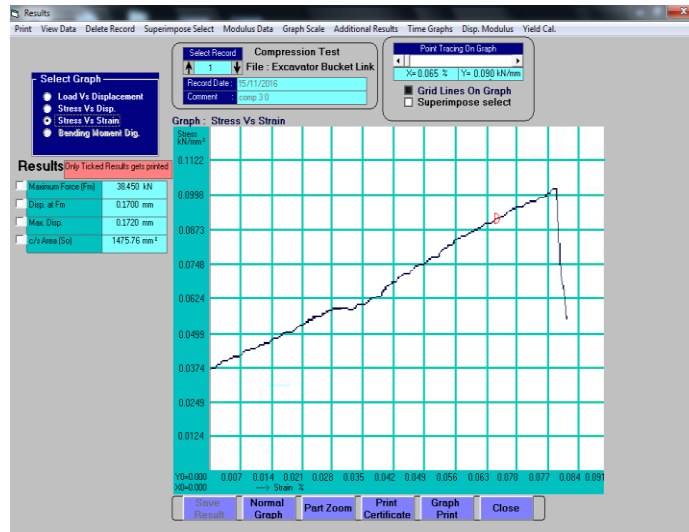 Results
Print View Data Delete Record Superimpose Select Modulus Data Graph Scale Additional Results Time Graphs Disp. Modulus Yield Cal.
Select Graph
Load Vs Displacement
Stress Vs Disp.
Stress Vs Strain
Bending Moment Dig.
Select Record
1
Compression Test
File : Excavator Bucket Link
Record Date : 15/11/2016
Comment : comp 3 0
Point Tracing On Graph
X= 0.065 % Y= 0.090 kN/mm
Grid Lines On Graph
Superimpose select
Results Only Ticked Results gets printed
Maximum Force (Fm) 38.450 kN
Disp. at Fm 0.1700 mm
Max. Disp. 0.1720 mm
c/s Area (So) 1475.76 mm²
Graph : Stress Vs Strain
Stress
kN/mm²
0.1122
0.0998
0.0873
0.0748
0.0624
0.0499
0.0374
0.0249
0.0124
Y0=0.000 0.007 0.014 0.021 0.028 0.035 0.042 0.049 0.056 0.063 0.070 0.077 0.084 0.091
X0=0.000 ---> Strain %
Save Result
Normal Graph
Part Zoom
Print Certificate
Graph Print
Close